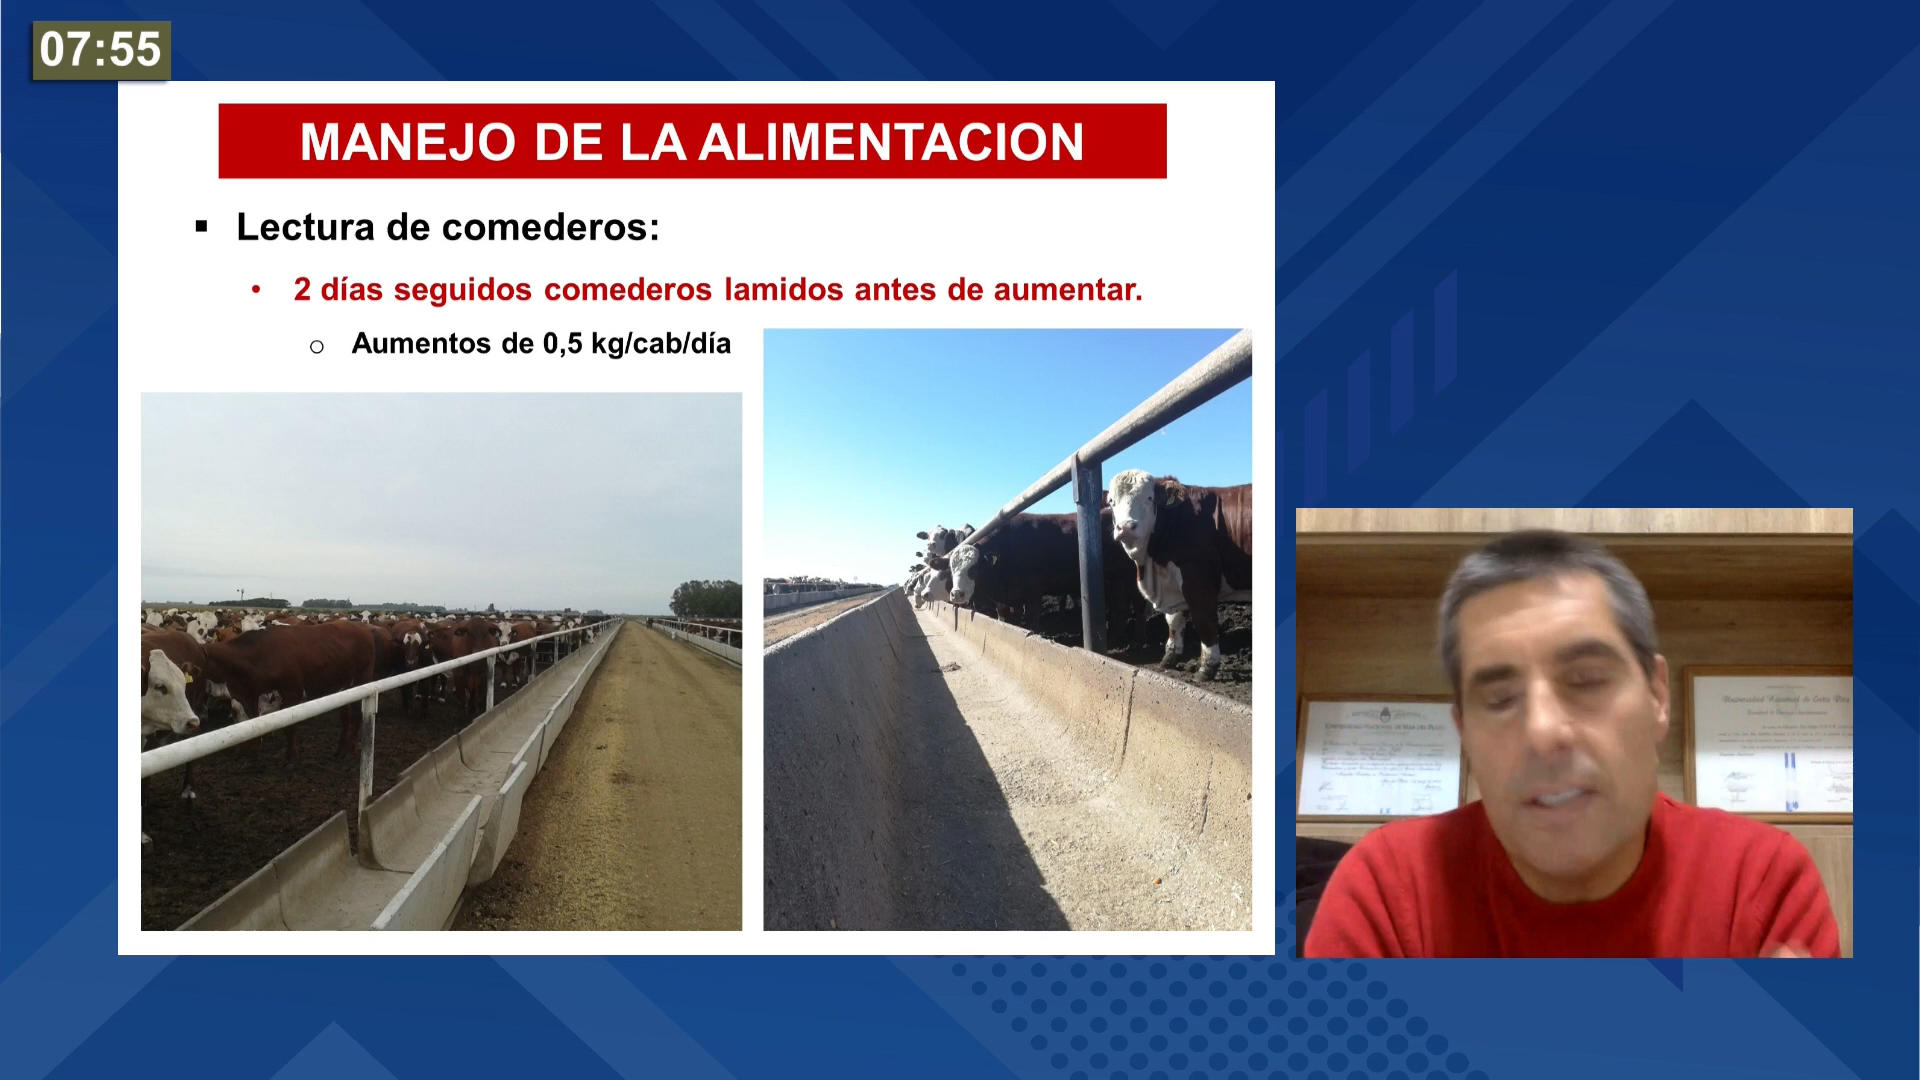 07:55
MANEJO DE LA ALIMENTACION
▪ Lectura de comederos:
• 2 días seguidos comederos lamidos antes de aumentar.
o Aumentos de 0,5 kg/cab/día